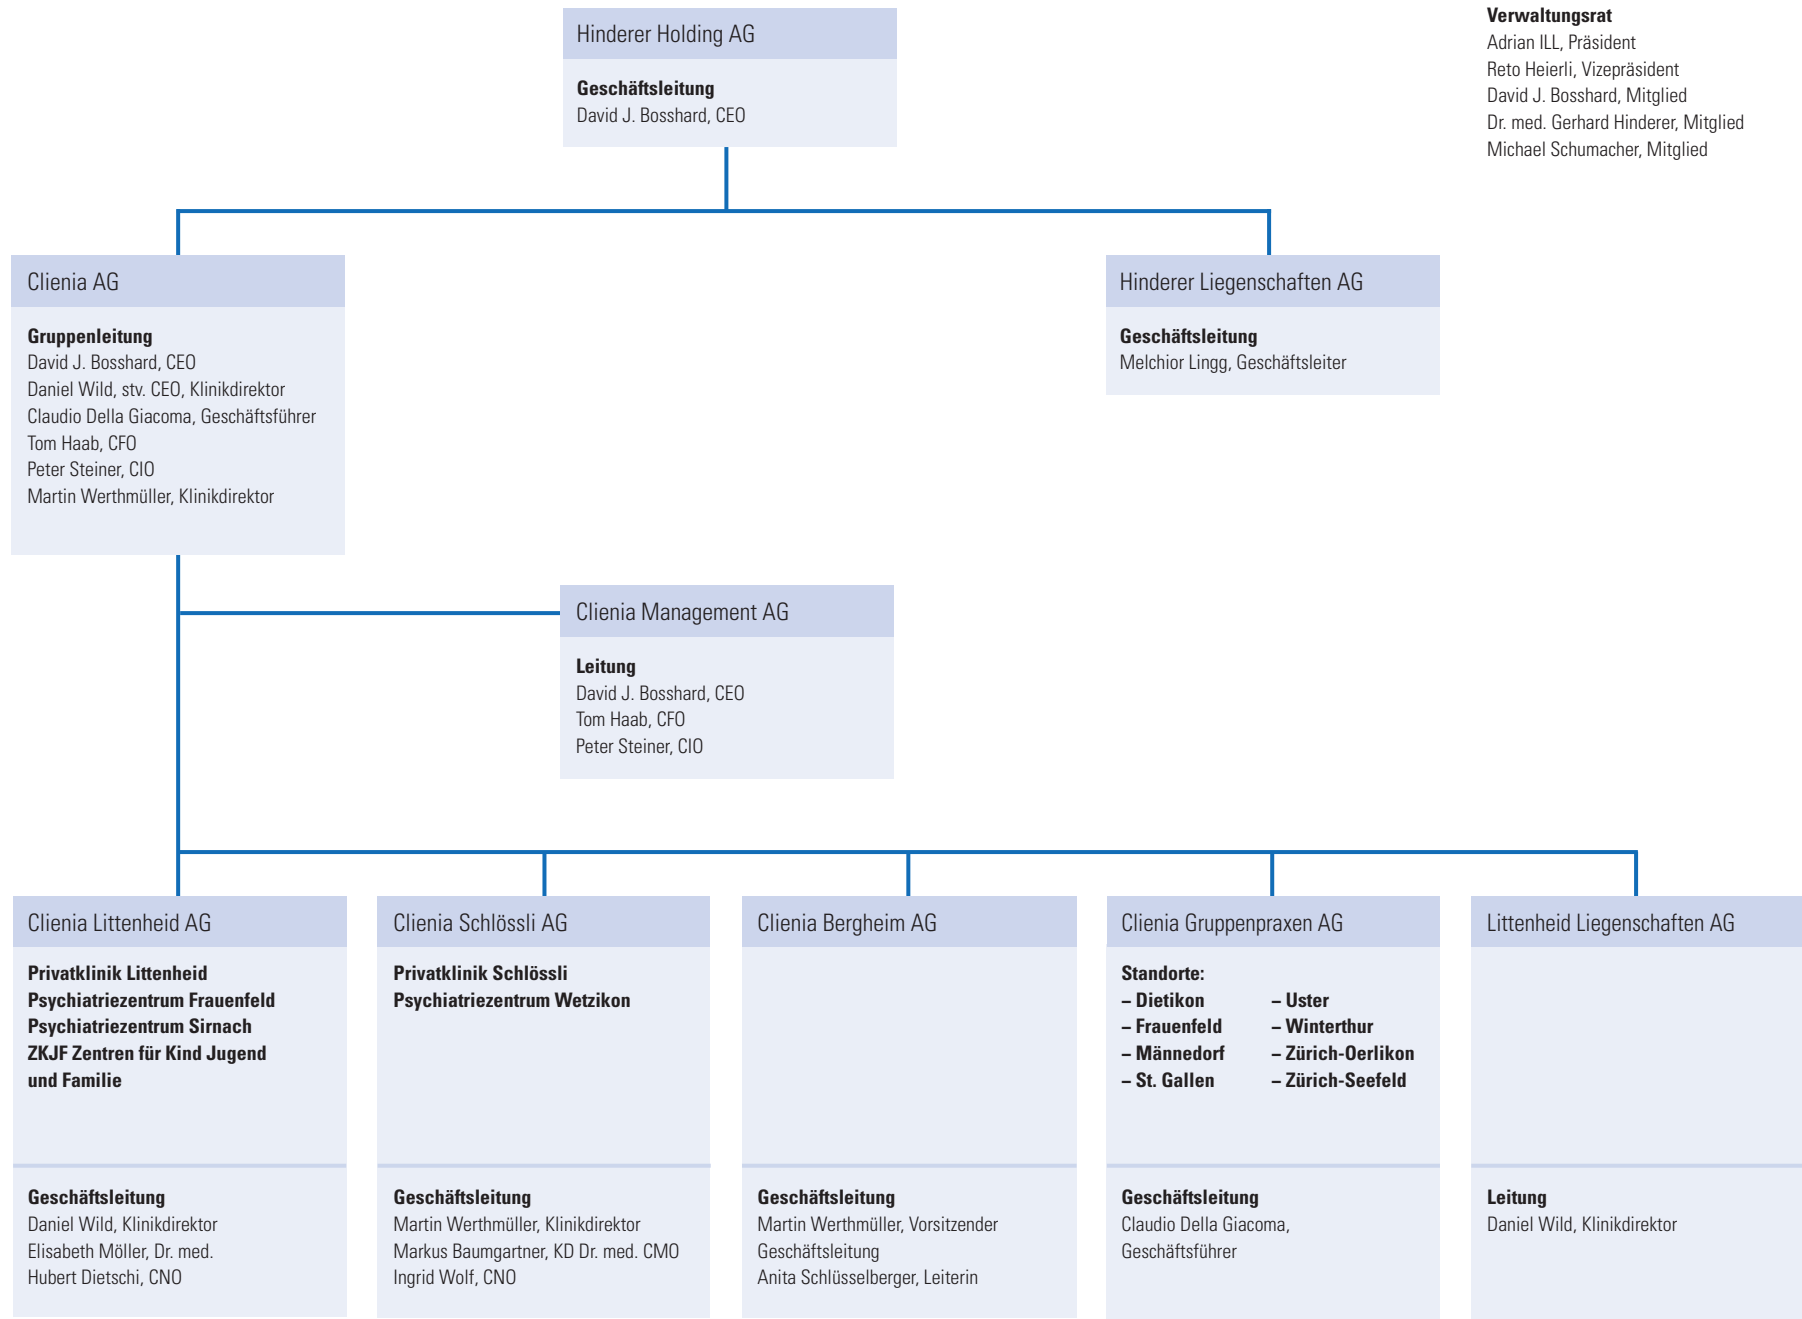 Hinderer Holding AG
Geschäftsleitung
David J. Bosshard, CEO
Verwaltungsrat
Adrian ILL, Präsident
Reto Heierli, Vizepräsident
David J. Bosshard, Mitglied
Dr. med. Gerhard Hinderer, Mitglied
Michael Schumacher, Mitglied
Clienia AG
Gruppenleitung
David J. Bosshard, CEO
Daniel Wild, stv. CEO, Klinikdirektor
Claudio Della Giacoma, Geschäftsführer
Tom Haab, CFO
Peter Steiner, CIO
Martin Werthmüller, Klinikdirektor
Hinderer Liegenschaften AG
Geschäftsleitung
Melchior Lingg, Geschäftsleiter
Clienia Management AG
Leitung
David J. Bosshard, CEO
Tom Haab, CFO
Peter Steiner, CIO
Clienia Littenheid AG
Privatklinik Littenheid
Psychiatriezentrum Frauenfeld
Psychiatriezentrum Sirnach
ZKJF Zentren für Kind Jugend
und Familie
Geschäftsleitung
Daniel Wild, Klinikdirektor
Elisabeth Möller, Dr. med.
Hubert Dietschi, CNO
Clienia Schlössli AG
Privatklinik Schlössli
Psychiatriezentrum Wetzikon
Geschäftsleitung
Martin Werthmüller, Klinikdirektor
Markus Baumgartner, KD Dr. med. CMO
Ingrid Wolf, CNO
Clienia Bergheim AG
Geschäftsleitung
Martin Werthmüller, Vorsitzender
Geschäftsleitung
Anita Schlüsselberger, Leiterin
Clienia Gruppenpraxen AG
Standorte:
– Dietikon – Uster
– Frauenfeld – Winterthur
– Männedorf – Zürich-Oerlikon
– St. Gallen – Zürich-Seefeld
Geschäftsleitung
Claudio Della Giacoma,
Geschäftsführer
Littenheid Liegenschaften AG
Leitung
Daniel Wild, Klinikdirektor